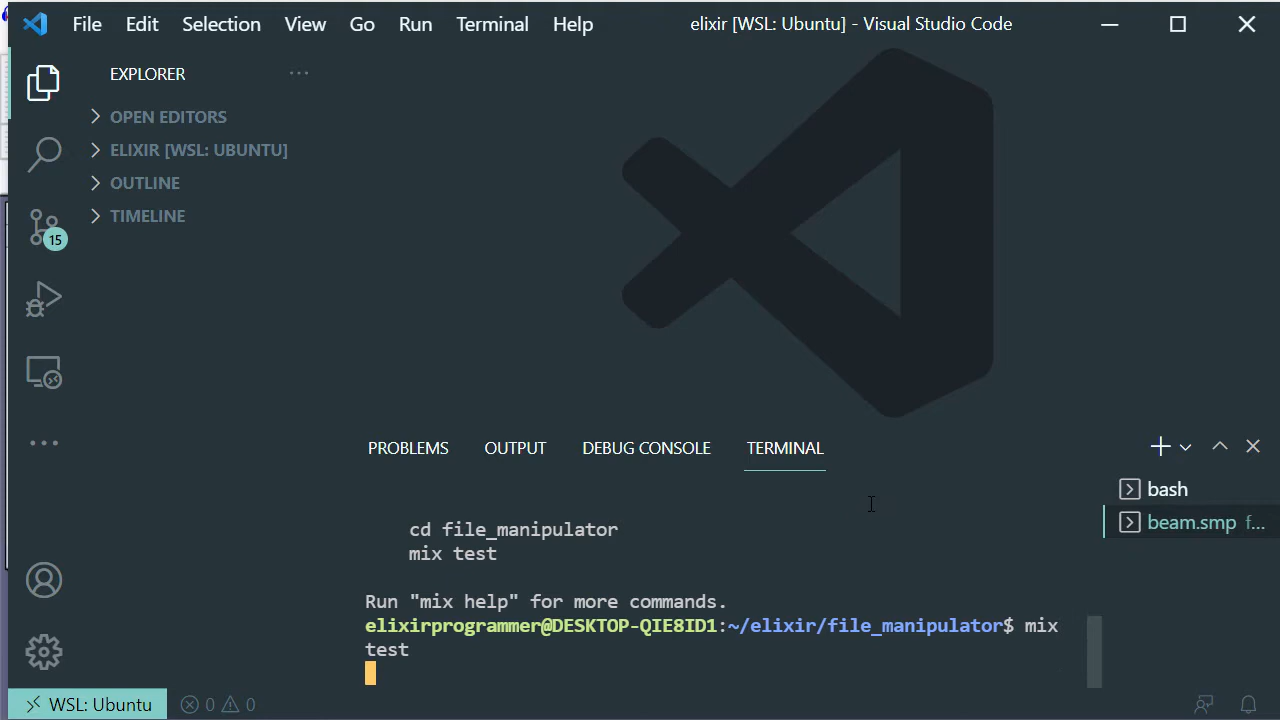 File Edit Selection View Go Run Terminal Help elixir [WSL: Ubuntu] - Visual Studio Code
EXPLORER
OPEN EDITORS
ELIXIR [WSL: UBUNTU]
OUTLINE
TIMELINE
15
PROBLEMS OUTPUT DEBUG CONSOLE TERMINAL
bash
beam.smp f...
cd file_manipulator
mix test
Run "mix help" for more commands.
elixirprogrammer@DESKTOP-QIE8ID1:~/elixir/file_manipulator$ mix
test
WSL: Ubuntu 0 0